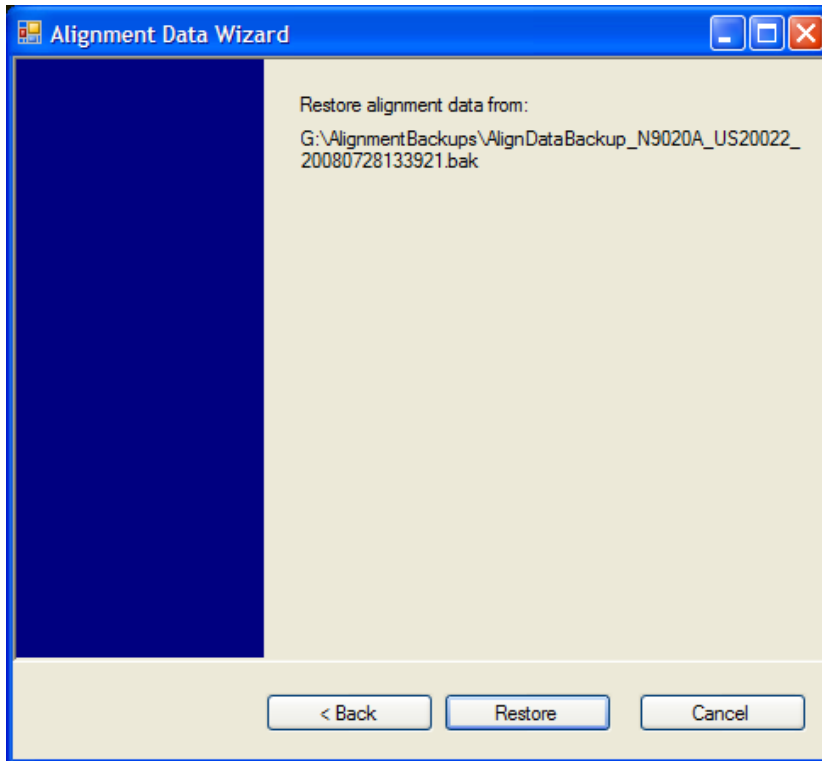 Alignment Data Wizard
Restore alignment data from:
G:\AlignmentBackups\AlignDataBackup_N9020A_US20022_
20080728133921.bak
< Back
Restore
Cancel